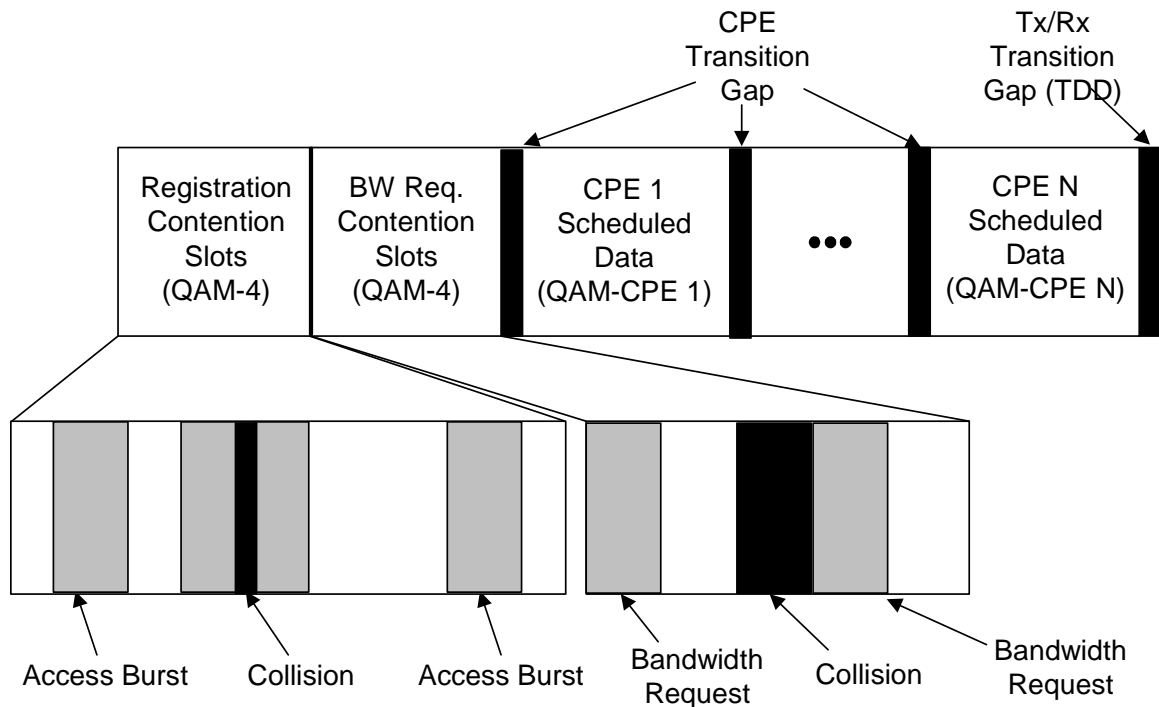 CPE
Transition
Gap
Tx/Rx
Transition
Gap (TDD)
Registration
Contention
Slots
(QAM-4)
BW Req.
Contention
Slots
(QAM-4)
CPE 1
Scheduled
Data
(QAM-CPE 1)
•••
CPE N
Scheduled
Data
(QAM-CPE N)
Access Burst
Collision
Access Burst
Bandwidth
Request
Collision
Bandwidth
Request